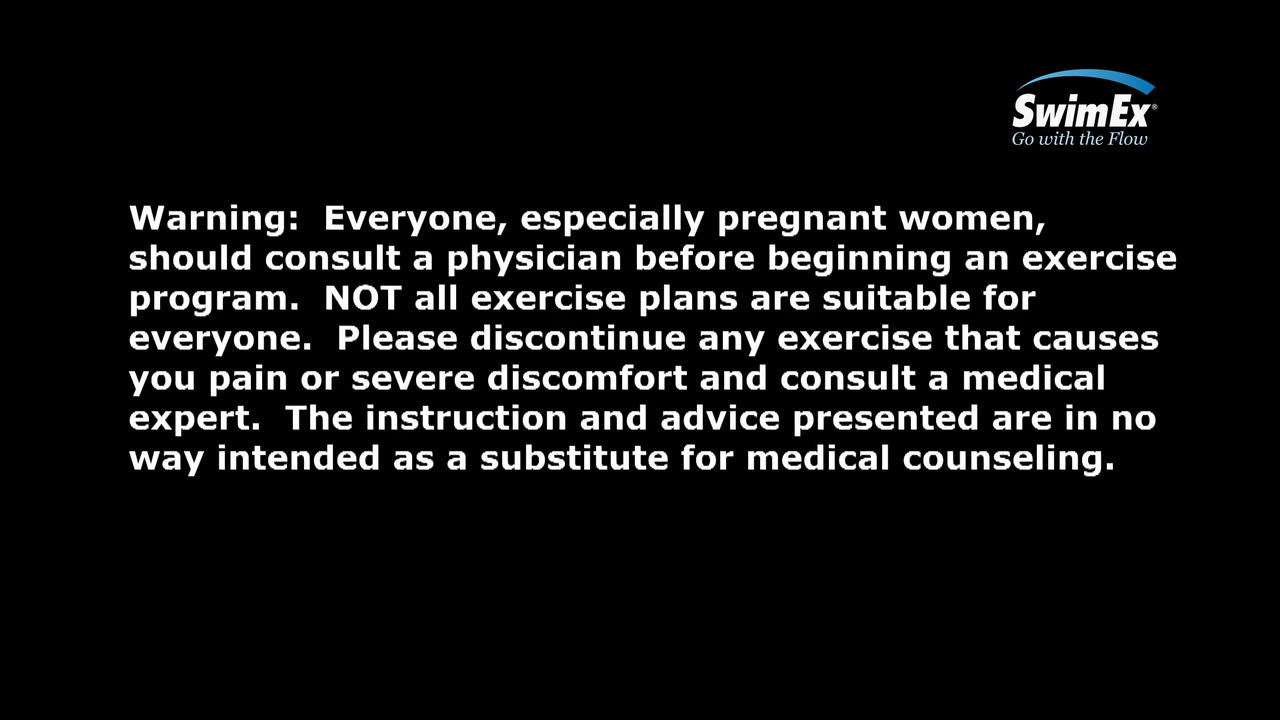 SwimEx®
Go with the Flow
Warning: Everyone, especially pregnant women,
should consult a physician before beginning an exercise
program. NOT all exercise plans are suitable for
everyone. Please discontinue any exercise that causes
you pain or severe discomfort and consult a medical
expert. The instruction and advice presented are in no
way intended as a substitute for medical counseling.